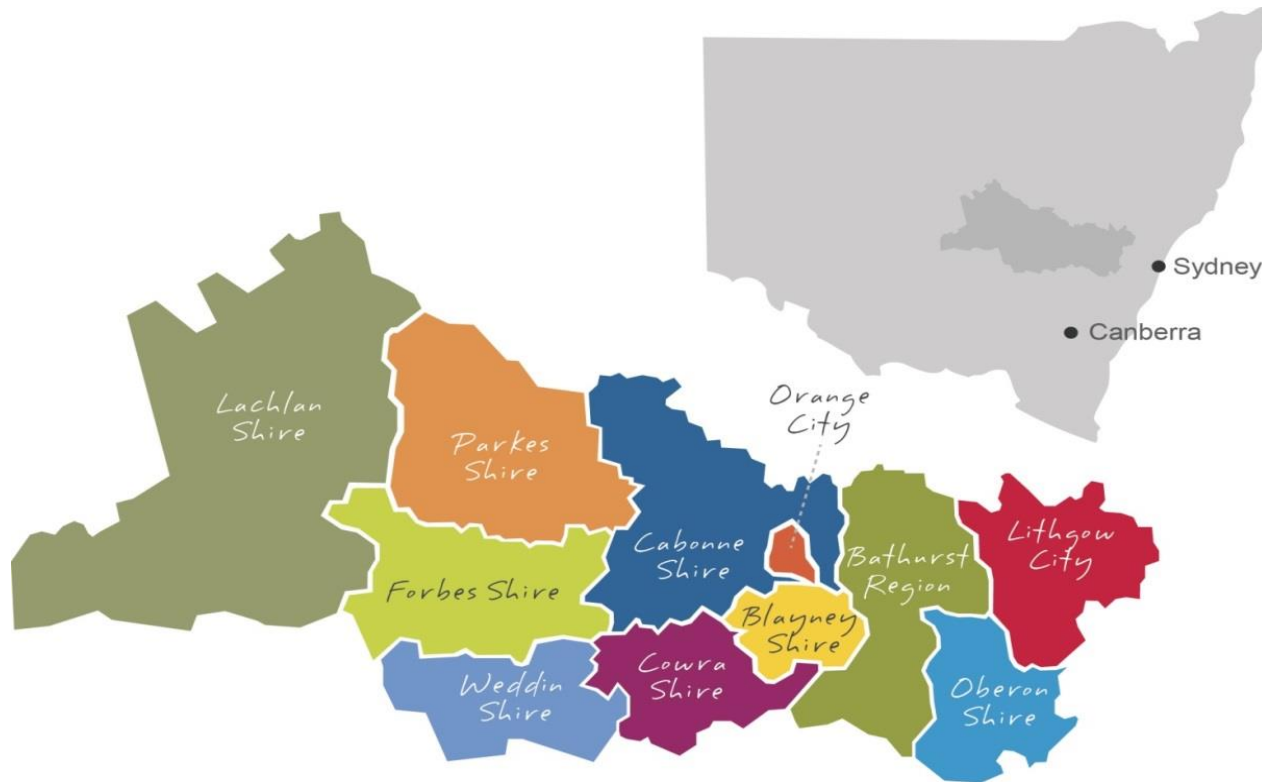 Sydney
Canberra
Orange
City
Lachlan
Shire
Parkes
Shire
Cabonne
Shire
Bathurst
Region
Lithgow
City
Forbes Shire
Blayney
Shire
Weddin
Shire
Cowra
Shire
Oberon
Shire